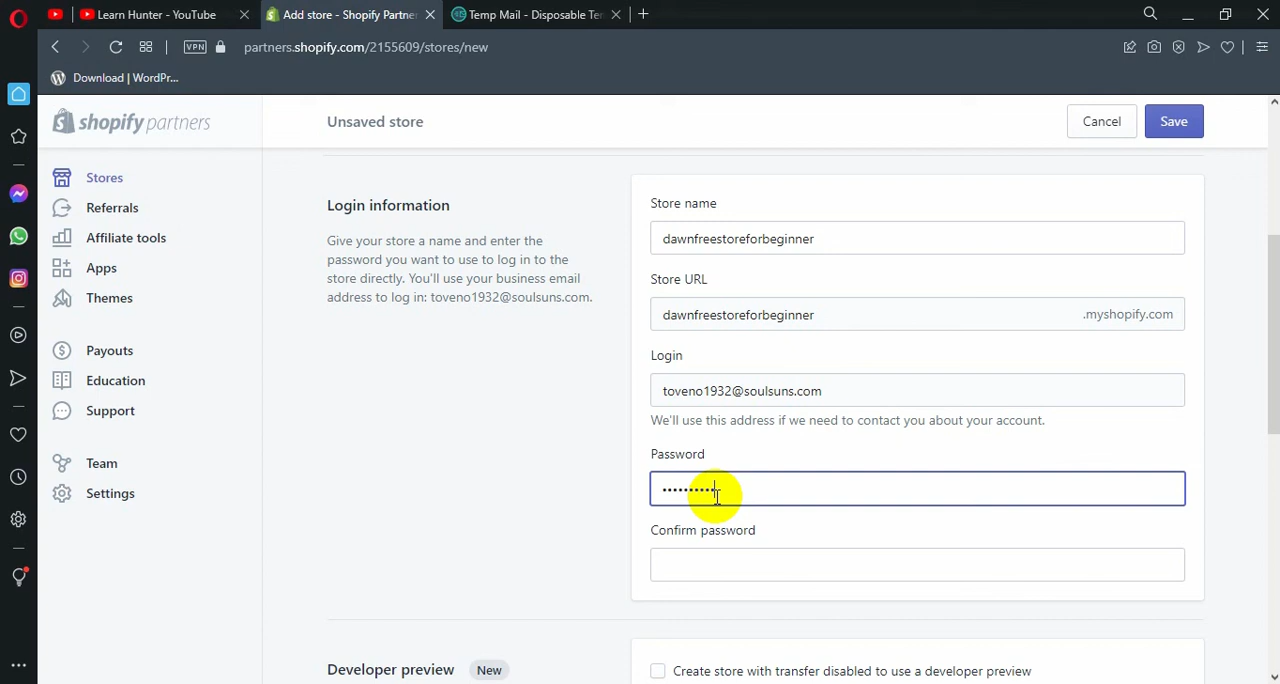 Learn Hunter - YouTube
Add store - Shopify Partner
Temp Mail - Disposable Te
VPN
partners.shopify.com/2155609/stores/new
Download | WordPr...
shopify partners
Unsaved store
Cancel
Save
Stores
Referrals
Affiliate tools
Apps
Themes
Payouts
Education
Support
Team
Settings
Login information
Give your store a name and enter the
password you want to use to log in to the
store directly. You'll use your business email
address to log in: toveno1932@soulsuns.com.
Store name
dawnfreestoreforbeginner
Store URL
dawnfreestoreforbeginner
.myshopify.com
Login
toveno1932@soulsuns.com
We'll use this address if we need to contact you about your account.
Password
Confirm password
Developer preview
New
Create store with transfer disabled to use a developer preview